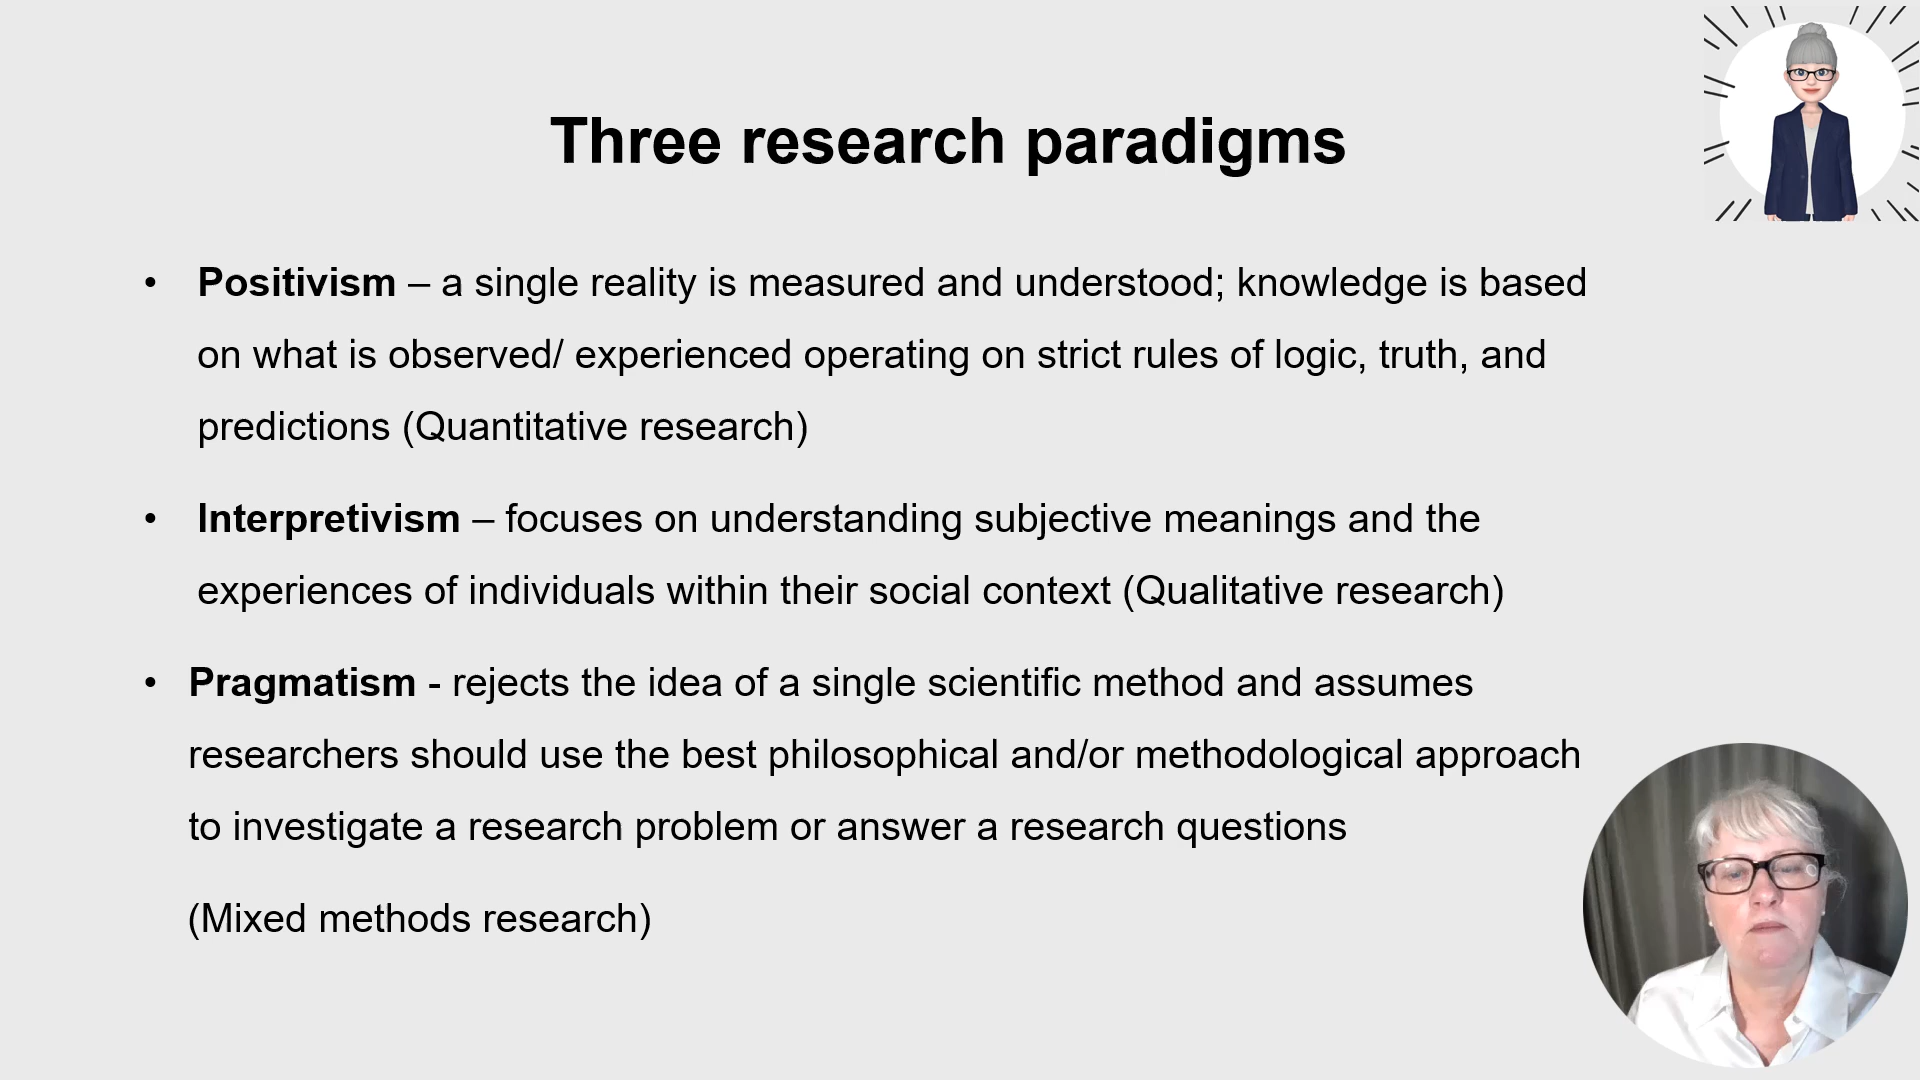 Three research paradigms
• Positivism – a single reality is measured and understood; knowledge is based
on what is observed/ experienced operating on strict rules of logic, truth, and
predictions (Quantitative research)
• Interpretivism – focuses on understanding subjective meanings and the
experiences of individuals within their social context (Qualitative research)
• Pragmatism - rejects the idea of a single scientific method and assumes
researchers should use the best philosophical and/or methodological approach
to investigate a research problem or answer a research questions
(Mixed methods research)